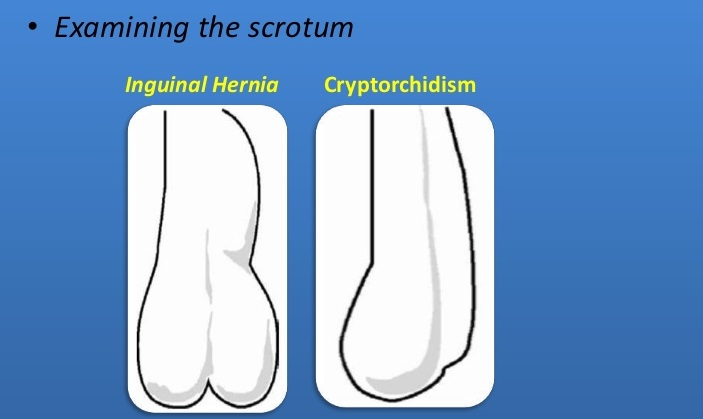 • Examining the scrotum
Inguinal Hernia
Cryptorchidism